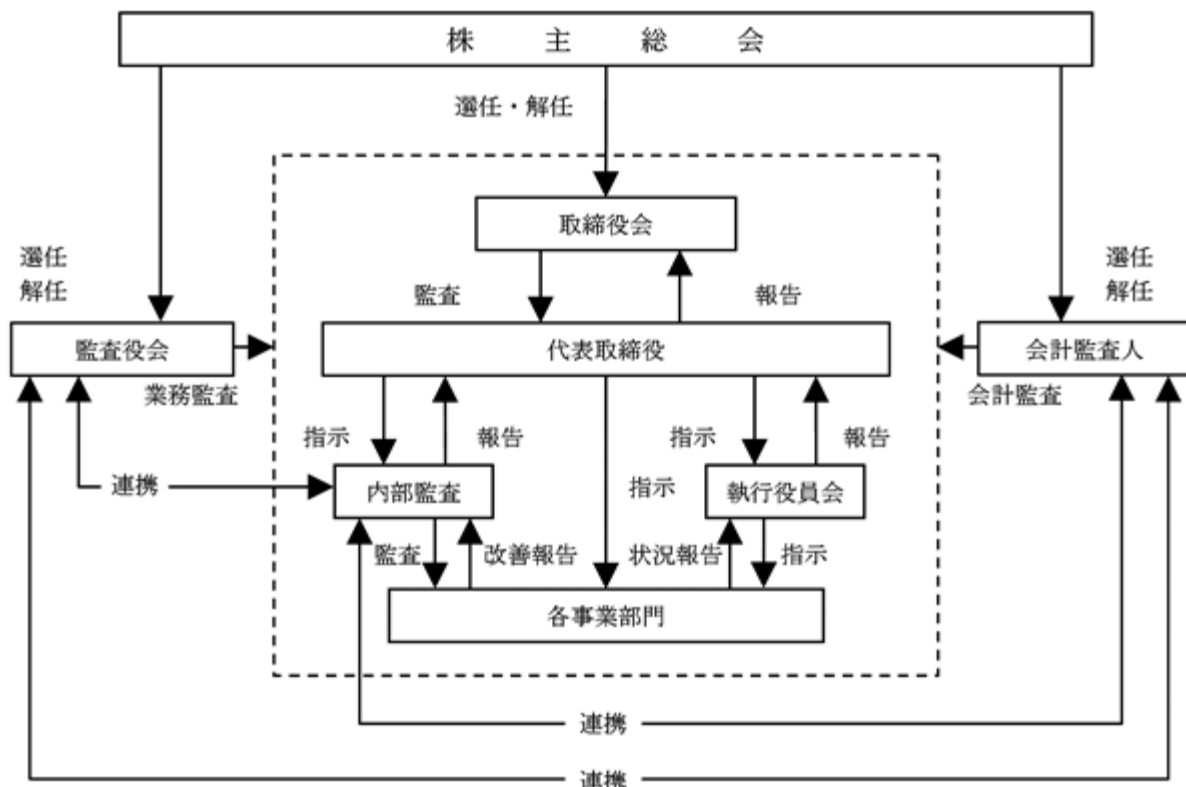 株主総会
選任・解任
取締役会
選任
解任
選任
解任
監査
報告
監査役会
代表取締役
会計監査人
業務監査
会計監査
指示
報告
指示
報告
連携
内部監査
指示
執行役員会
監査
改善報告
状況報告
指示
各事業部門
連携
連携